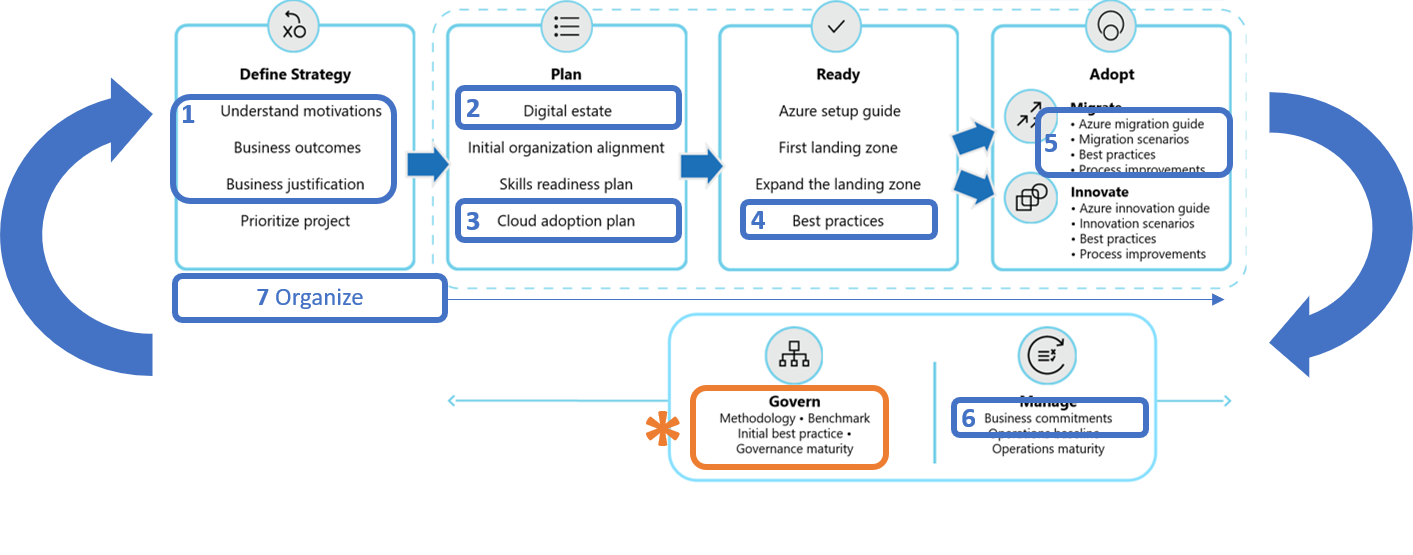 Define Strategy
1
Understand motivations
Business outcomes
Business justification
Prioritize project
Plan
2
Digital estate
Initial organization alignment
Skills readiness plan
3
Cloud adoption plan
Ready
Azure setup guide
First landing zone
Expand the landing zone
4
Best practices
Adopt
Migrate
5
• Azure migration guide
• Migration scenarios
• Best practices
• Process improvements
Innovate
• Azure innovation guide
• Innovation scenarios
• Best practices
• Process improvements
7 Organize
*
Govern
Methodology • Benchmark
Initial best practice •
Governance maturity
Manage
6
Business commitments
Operations baseline
Operations maturity